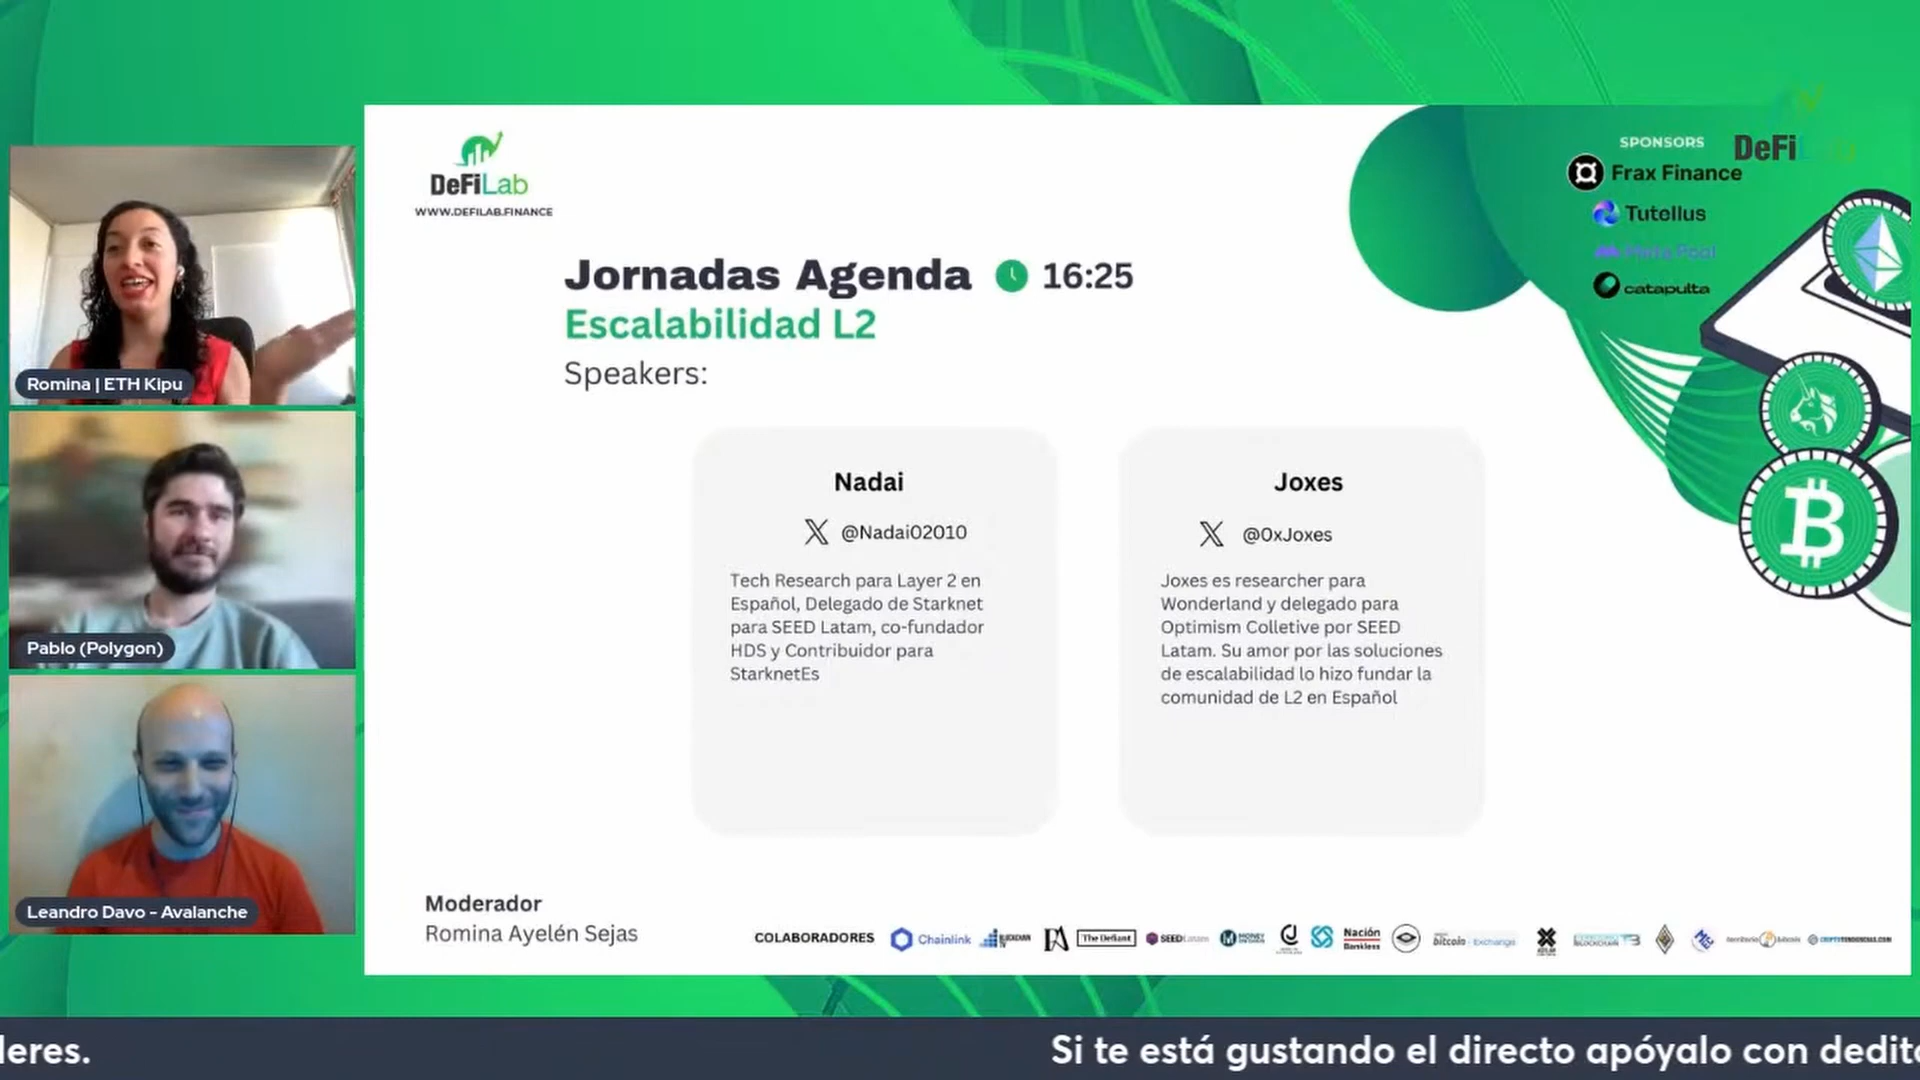 DeFiLab
WWW.DEFILAB.FINANCE
SPONSORS
DeFi
Frax Finance
Tutellus
Meta Pool
catapulta
Jornadas Agenda 16:25
Escalabilidad L2
Speakers:
Romina | ETH Kipu
Pablo (Polygon)
Leandro Davo - Avalanche
Nadai
@Nadai02010
Tech Research para Layer 2 en
Español, Delegado de Starknet
para SEED Latam, co-fundador
HDS y Contribuidor para
StarknetEs
Joxes
@0xJoxes
Joxes es researcher para
Wonderland y delegado para
Optimism Colletive por SEED
Latam. Su amor por las soluciones
de escalabilidad lo hizo fundar la
comunidad de L2 en Español
Moderador
Romina Ayelén Sejas
COLABORADORES
Chainlink
The Defiant
SEEDLatam
Nación
Bankless
bitcoin - Exchange
leres.
Si te está gustando el directo apóyalo con dedito